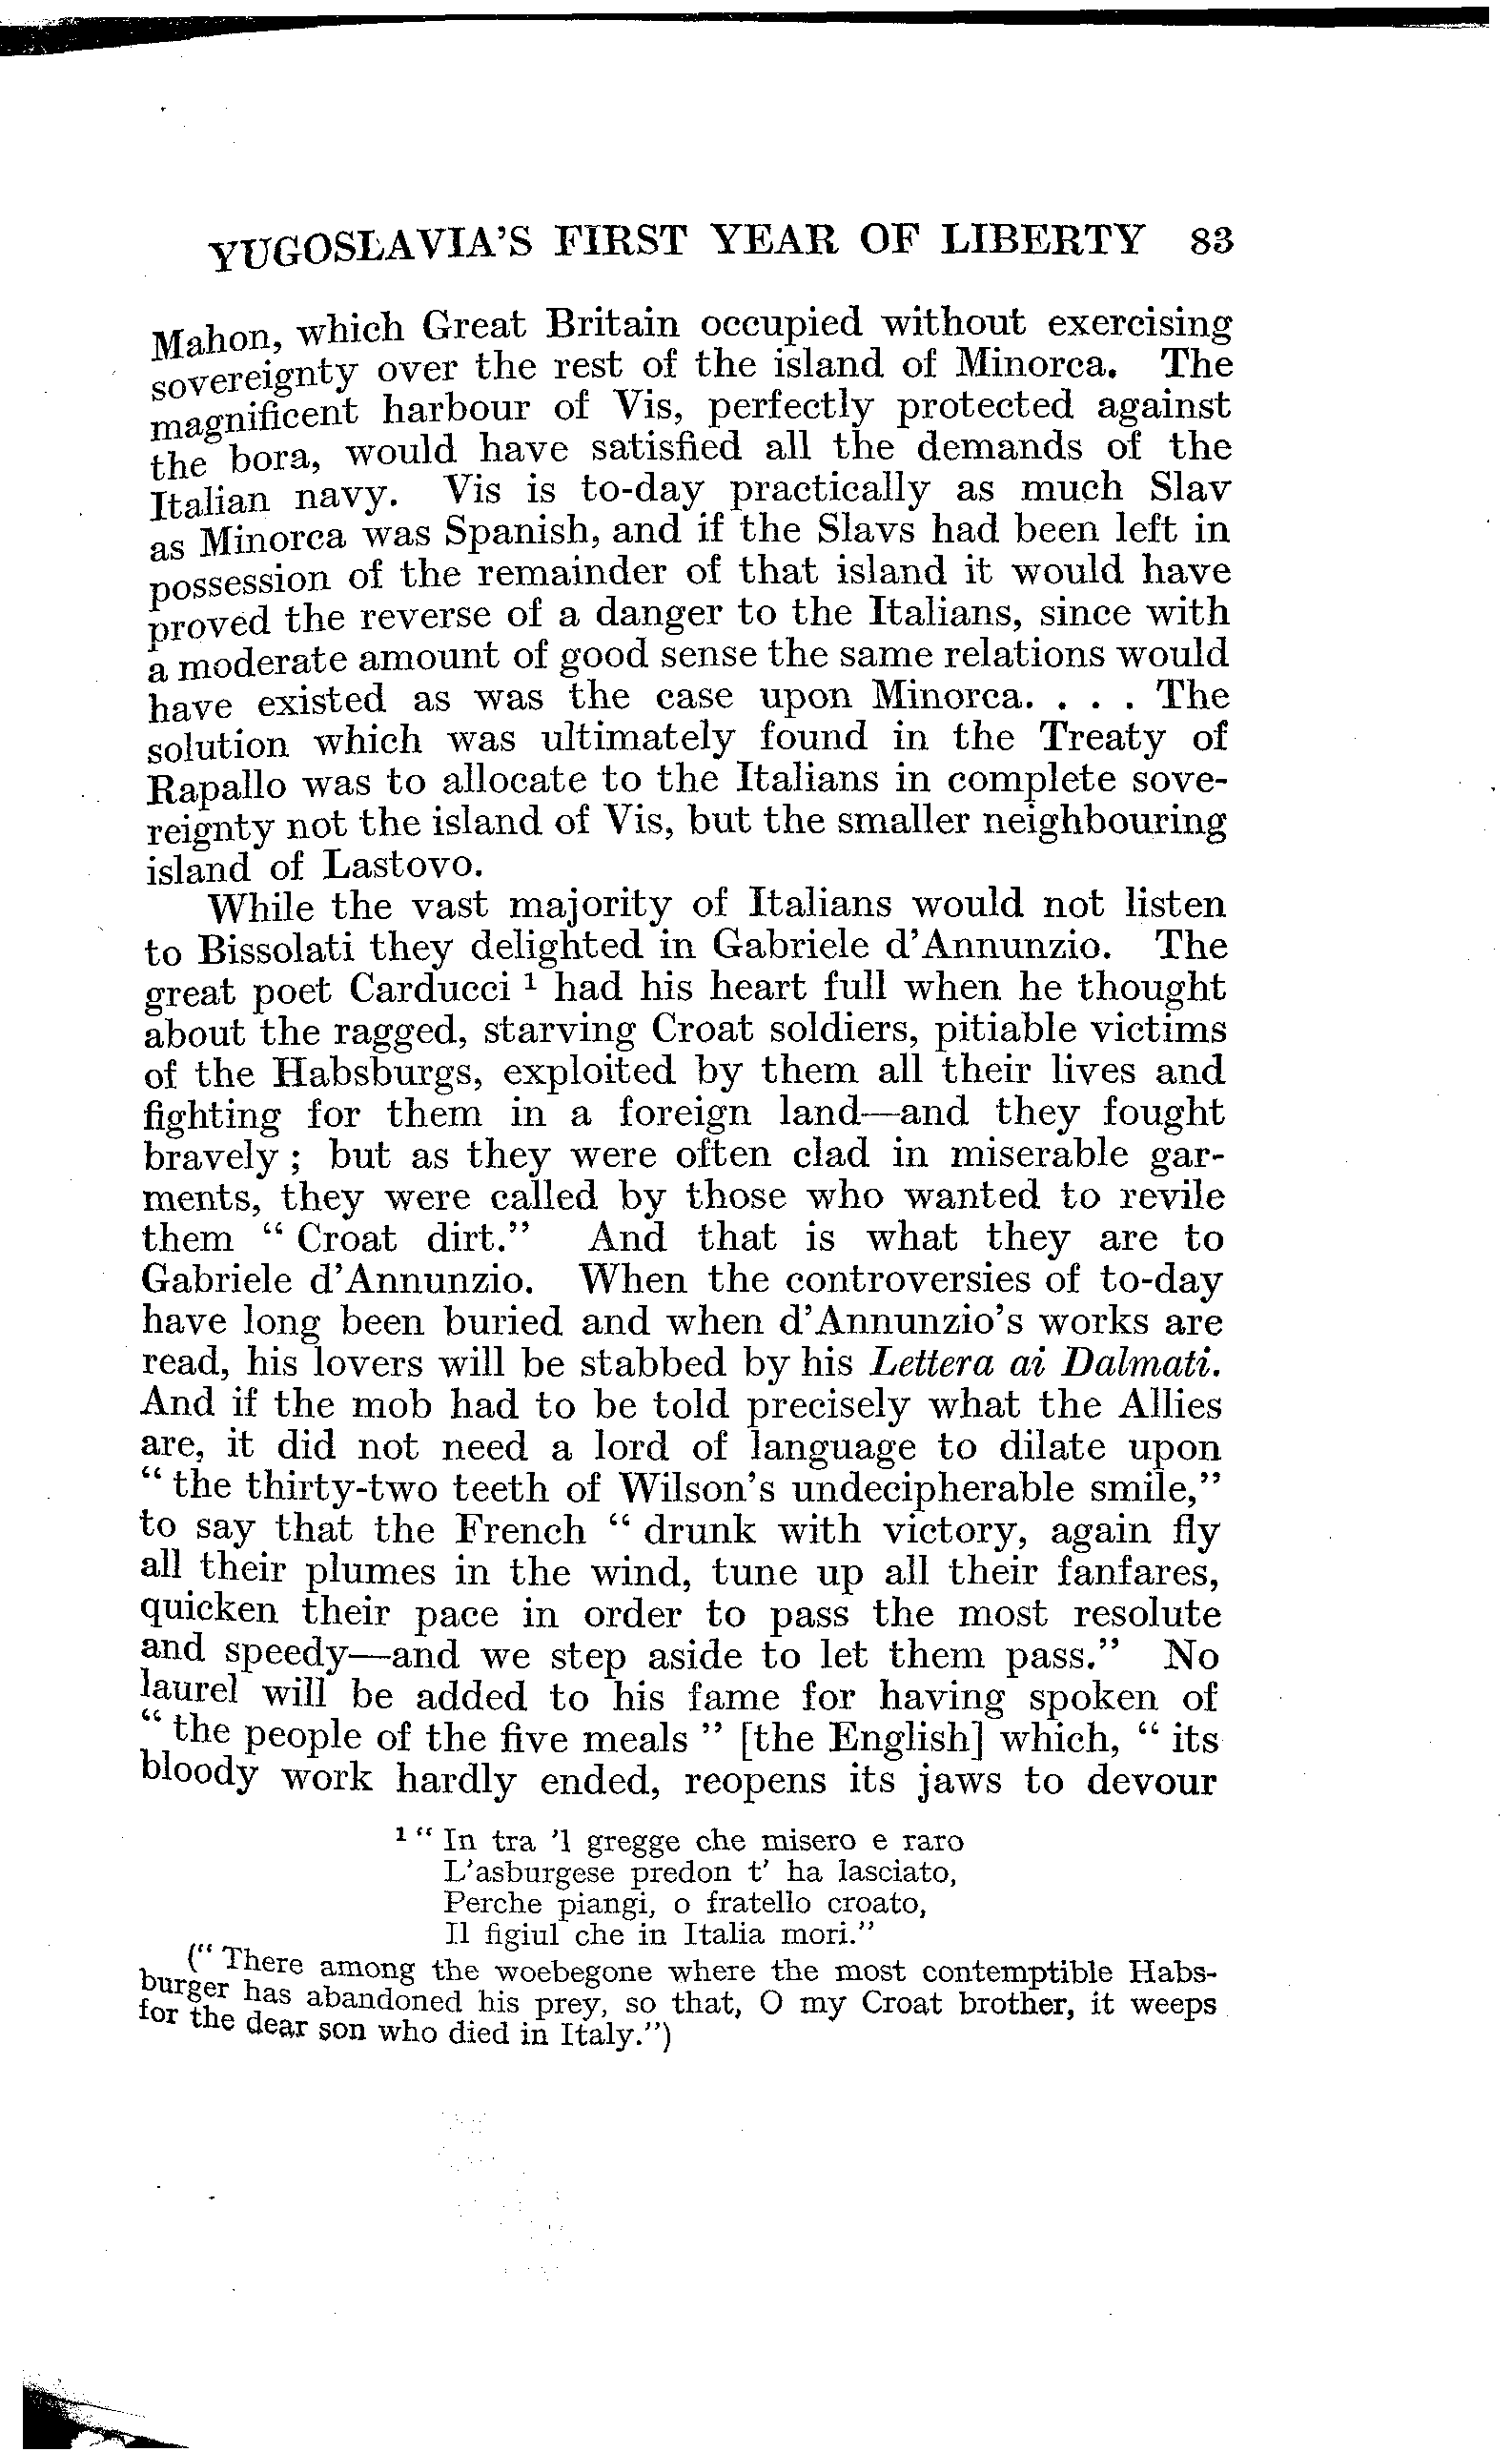 YUGOSLAVIA'S FIRST YEAR OF LIBERTY 83
Mahon, which Great Britain occupied without exercising
sovereignty over the rest of the island of Minorca. The
magnificent harbour of Vis, perfectly protected against
the bora, would have satisfied all the demands of the
Italian navy. Vis is to-day practically as much Slav
as Minorca was Spanish, and if the Slavs had been left in
possession of the remainder of that island it would have
proved the reverse of a danger to the Italians, since with
a moderate amount of good sense the same relations would
have existed as was the case upon Minorca. . . . The
solution which was ultimately found in the Treaty of
Rapallo was to allocate to the Italians in complete sove-
reignty not the island of Vis, but the smaller neighbouring
island of Lastovo.
While the vast majority of Italians would not listen
to Bissolati they delighted in Gabriele d'Annunzio. The
great poet Carducci ¹ had his heart full when he thought
about the ragged, starving Croat soldiers, pitiable victims
of the Habsburgs, exploited by them all their lives and
fighting for them in a foreign land—and they fought
bravely ; but as they were often clad in miserable gar-
ments, they were called by those who wanted to revile
them " Croat dirt." And that is what they are to
Gabriele d'Annunzio. When the controversies of to-day
have long been buried and when d'Annunzio's works are
read, his lovers will be stabbed by his Lettera ai Dalmati.
And if the mob had to be told precisely what the Allies
are, it did not need a lord of language to dilate upon
" the thirty-two teeth of Wilson's undecipherable smile,"
to say that the French " drunk with victory, again fly
all their plumes in the wind, tune up all their fanfares,
quicken their pace in order to pass the most resolute
and speedy—and we step aside to let them pass." No
laurel will be added to his fame for having spoken of
" the people of the five meals " [the English] which, " its
bloody work hardly ended, reopens its jaws to devour
¹ " In tra 'l gregge che misero e raro
L'asburgese predon t' ha lasciato,
Perche piangi, o fratello croato,
Il figiul che in Italia mori."
(" There among the woebegone where the most contemptible Habs-
burger has abandoned his prey, so that, O my Croat brother, it weeps
for the dear son who died in Italy.")